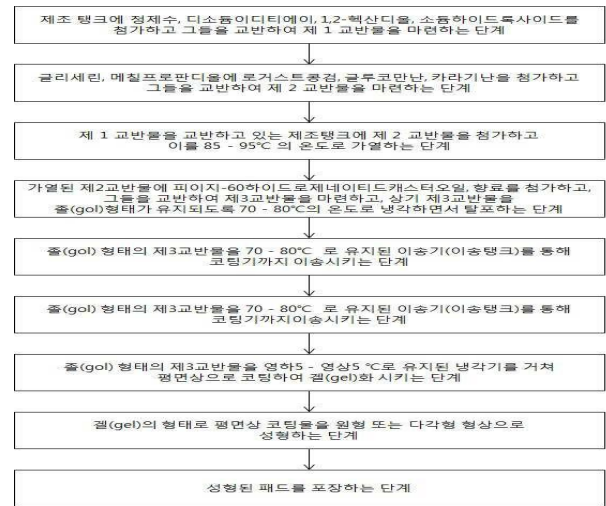 제조 탱크에 정제수, 디소듐이디티에이, 1,2-헥산디올, 소듐하이드록사이드를
첨가하고 그들을 교반하여 제 1 교반물을 마련하는 단계
글리세린, 메칠프로판디올에 로거스트콩검, 글루코만난, 카라기난을 첨가하고
그들을 교반하여 제 2 교반물을 마련하는 단계
제 1 교반물을 교반하고 있는 제조탱크에 제 2 교반물을 첨가하고
이를 85 - 95℃ 의 온도로 가열하는 단계
가열된 제2교반물에 피이지-60하이드로제네이티드캐스터오일, 향료를 첨가하고,
그들을 교반하여 제3교반물을 마련하고, 상기 제3교반물을
졸(gol)형태가 유지되도록 70 - 80℃의 온도로 냉각하면서 탈포하는 단계
졸(gol) 형태의 제3교반물을 70 - 80℃ 로 유지된 이송기(이송탱크)를 통해
코팅기까지 이송시키는 단계
졸(gol) 형태의 제3교반물을 70 - 80℃ 로 유지된 이송기(이송탱크)를 통해
코팅기까지이송시키는 단계
졸(gol) 형태의 제3교반물을 영하5 - 영상5 ℃로 유지된 냉각기를 거쳐
평면상으로 코팅하여 겔(gel)화 시키는 단계
겔(gel)의 형태로 평면상 코팅물을 원형 또는 다각형 형상으로
성형하는 단계
성형된 패드를 포장하는 단계